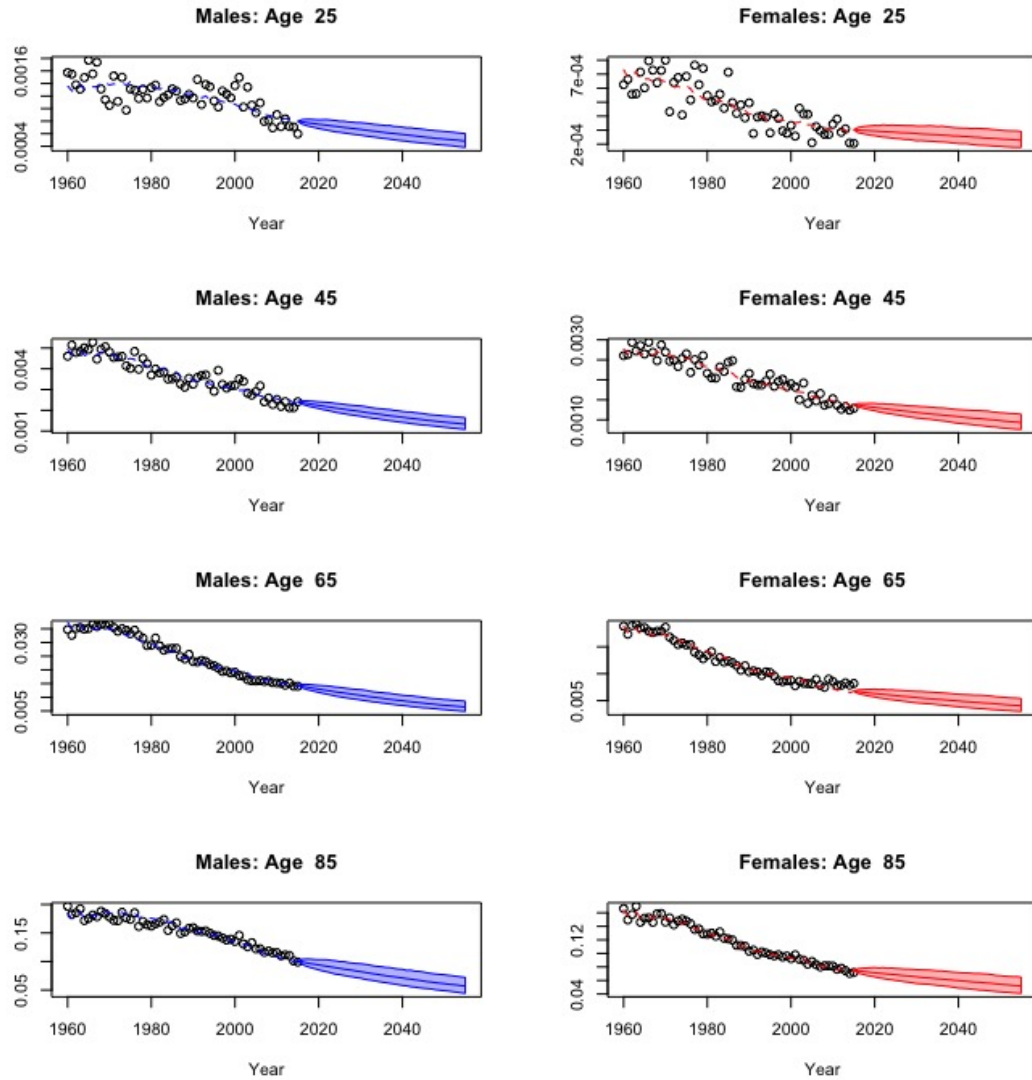 Males: Age 25
0.0016
0.0004
1960 1980 2000 2020 2040
Year
Females: Age 25
7e-04
2e-04
1960 1980 2000 2020 2040
Year
Males: Age 45
0.004
0.001
1960 1980 2000 2020 2040
Year
Females: Age 45
0.0030
0.0010
1960 1980 2000 2020 2040
Year
Males: Age 65
0.030
0.005
1960 1980 2000 2020 2040
Year
Females: Age 65
0.005
1960 1980 2000 2020 2040
Year
Males: Age 85
0.15
0.05
1960 1980 2000 2020 2040
Year
Females: Age 85
0.12
0.04
1960 1980 2000 2020 2040
Year